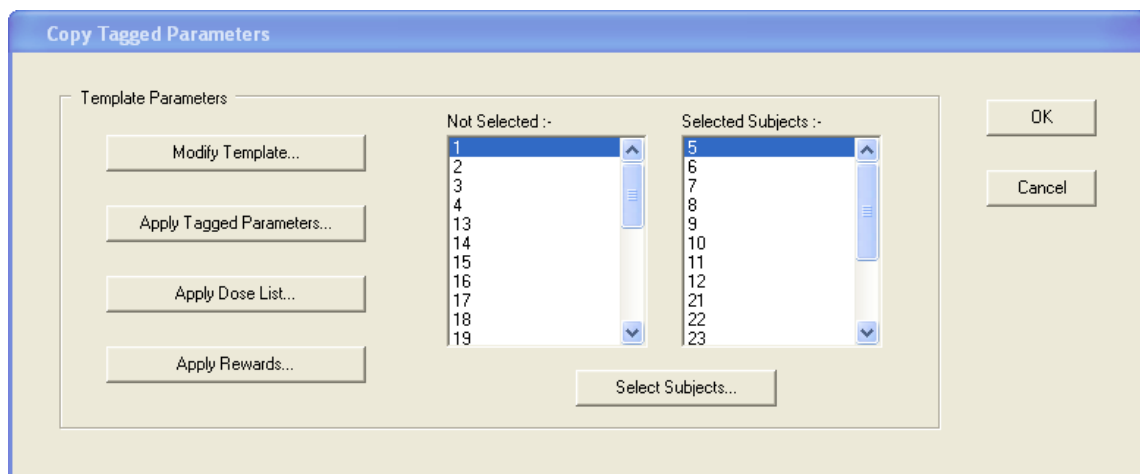 Copy Tagged Parameters
Template Parameters
Modify Template...
Apply Tagged Parameters...
Apply Dose List...
Apply Rewards...
Not Selected :-
1
2
3
4
13
14
15
16
17
18
19
Selected Subjects :-
5
6
7
8
9
10
11
12
21
22
23
Select Subjects...
OK
Cancel